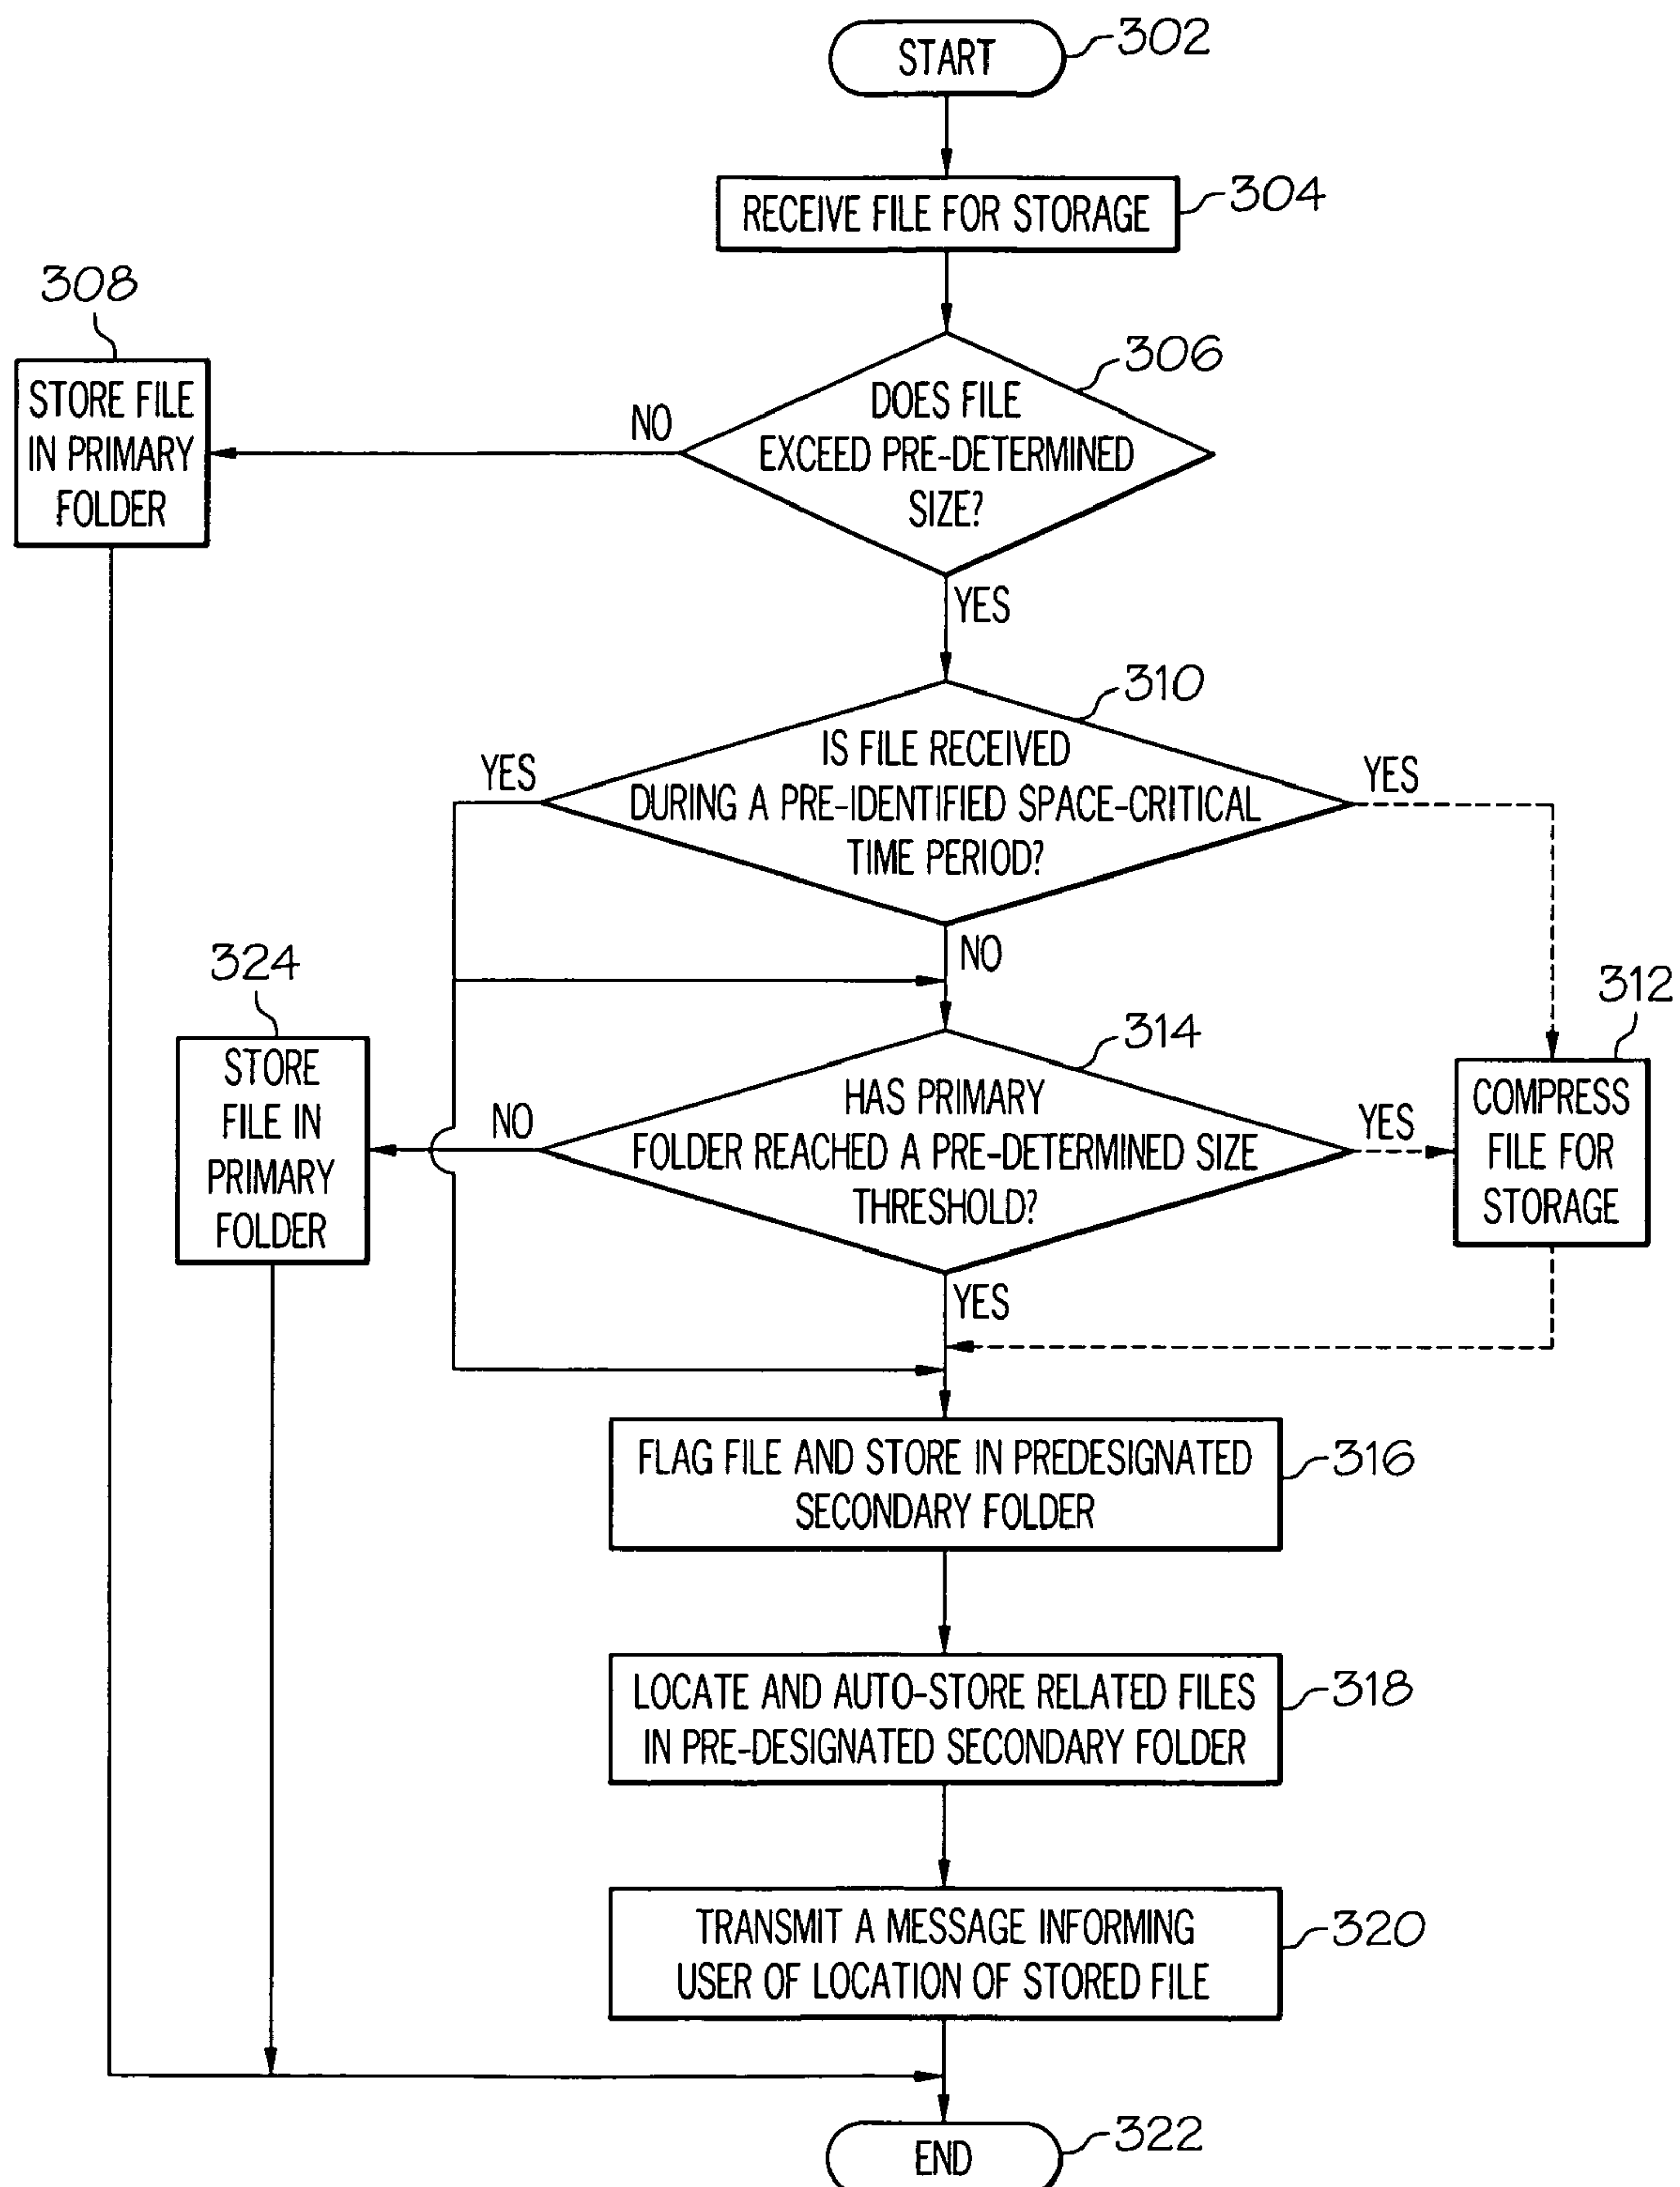 START
302
RECEIVE FILE FOR STORAGE
304
308
STORE FILE
IN PRIMARY
FOLDER
NO
306
DOES FILE
EXCEED PRE-DETERMINED
SIZE?
YES
310
YES
IS FILE RECEIVED
DURING A PRE-IDENTIFIED SPACE-CRITICAL
TIME PERIOD?
YES
NO
324
STORE
FILE IN
PRIMARY
FOLDER
NO
314
HAS PRIMARY
FOLDER REACHED A PRE-DETERMINED SIZE
THRESHOLD?
YES
312
COMPRESS
FILE FOR
STORAGE
YES
FLAG FILE AND STORE IN PREDESIGNATED
SECONDARY FOLDER
316
LOCATE AND AUTO-STORE RELATED FILES
IN PRE-DESIGNATED SECONDARY FOLDER
318
TRANSMIT A MESSAGE INFORMING
USER OF LOCATION OF STORED FILE
320
END
322